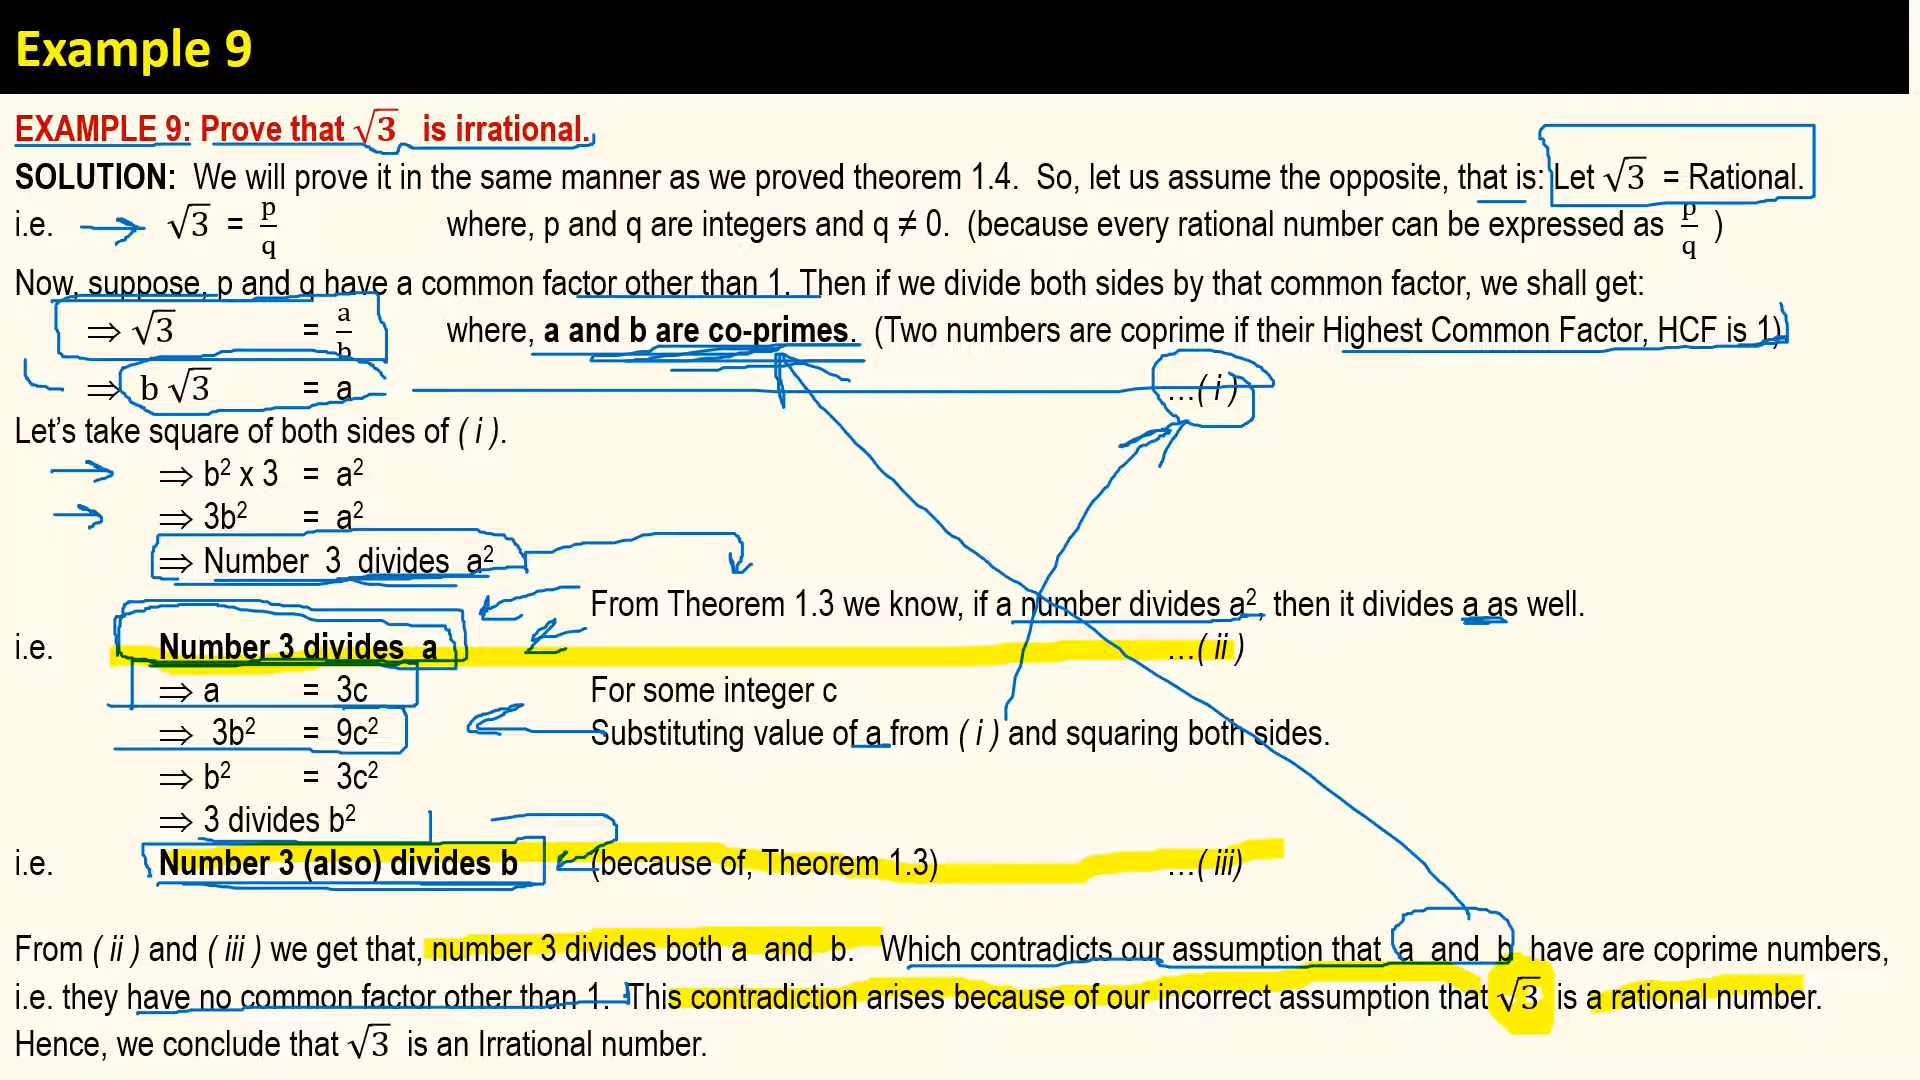 Example 9
EXAMPLE 9: Prove that √3 is irrational.
SOLUTION: We will prove it in the same manner as we proved theorem 1.4. So, let us assume the opposite, that is: Let √3 = Rational.
i.e. √3 = p/q where, p and q are integers and q ≠ 0. (because every rational number can be expressed as p/q )
Now, suppose, p and q have a common factor other than 1. Then if we divide both sides by that common factor, we shall get:
⇒ √3 = a/b where, a and b are co-primes. (Two numbers are coprime if their Highest Common Factor, HCF is 1)
⇒ b √3 = a …( i )
Let’s take square of both sides of ( i ).
⇒ b² x 3 = a²
⇒ 3b² = a²
⇒ Number 3 divides a²
From Theorem 1.3 we know, if a number divides a², then it divides a as well.
i.e. Number 3 divides a …( ii )
⇒ a = 3c For some integer c
⇒ 3b² = 9c² Substituting value of a from ( i ) and squaring both sides.
⇒ b² = 3c²
⇒ 3 divides b²
i.e. Number 3 (also) divides b (because of, Theorem 1.3) …( iii)
From ( ii ) and ( iii ) we get that, number 3 divides both a and b. Which contradicts our assumption that a and b have are coprime numbers,
i.e. they have no common factor other than 1. This contradiction arises because of our incorrect assumption that √3 is a rational number.
Hence, we conclude that √3 is an Irrational number.